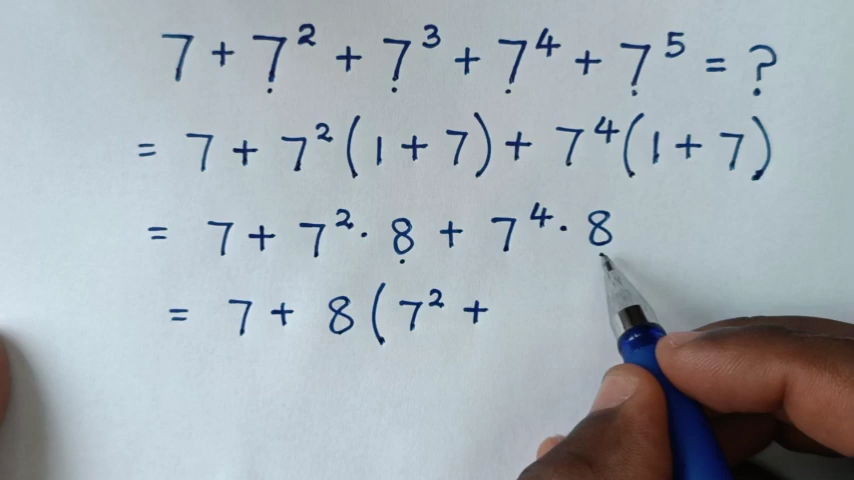 7 + 7² + 7³ + 7⁴ + 7⁵ = ?
= 7 + 7²(1 + 7) + 7⁴(1 + 7)
= 7 + 7² · 8 + 7⁴ · 8
= 7 + 8(7² +